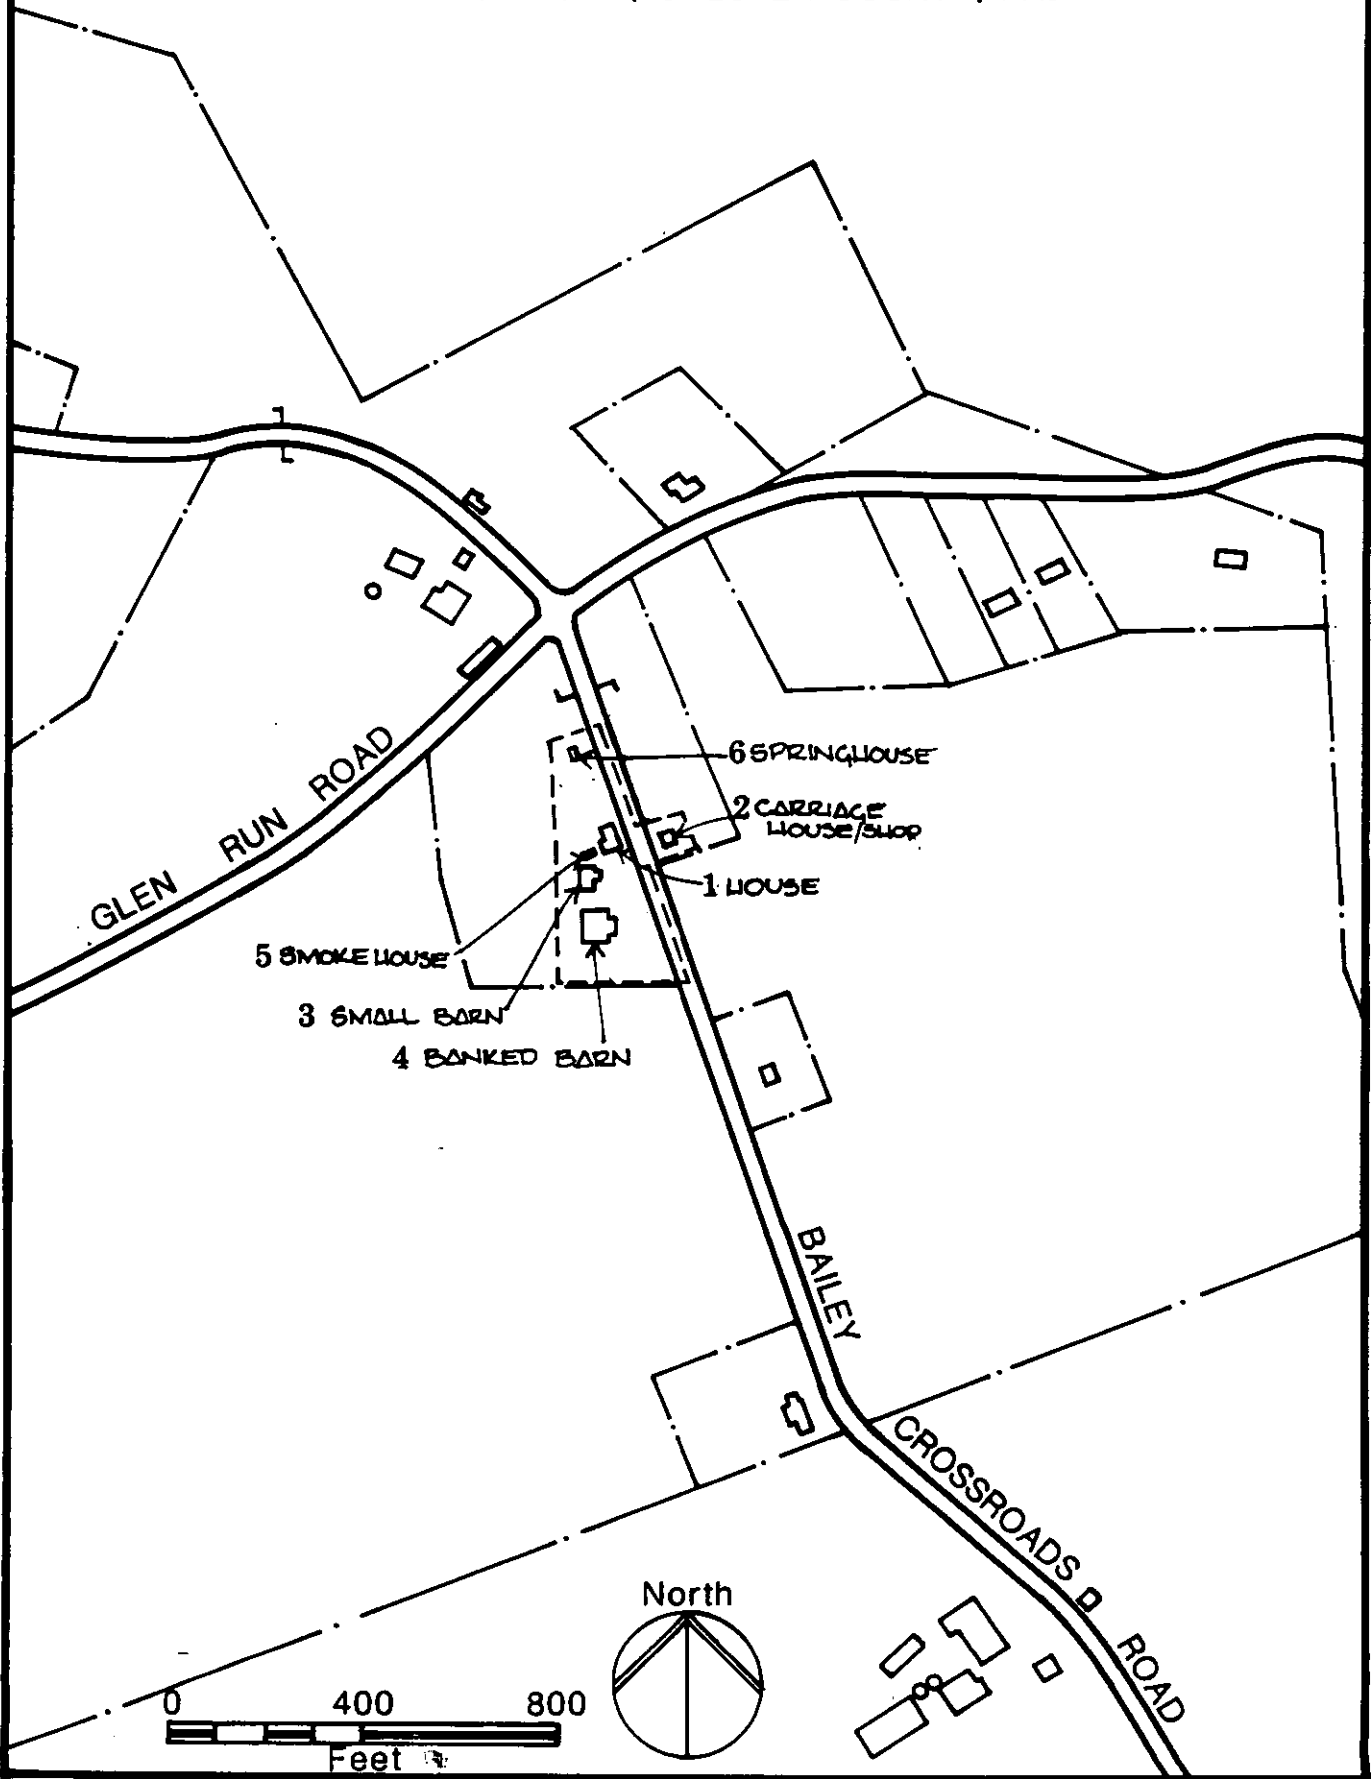 6 SPRINGHOUSE
2 CARRIAGE
HOUSE/SHOP
1 HOUSE
GLEN RUN ROAD
5 SMOKE HOUSE
3 SMALL BARN
4 BANKED BARN
BAILEY
CROSSROADS
ROAD
North
0 400 800
Feet